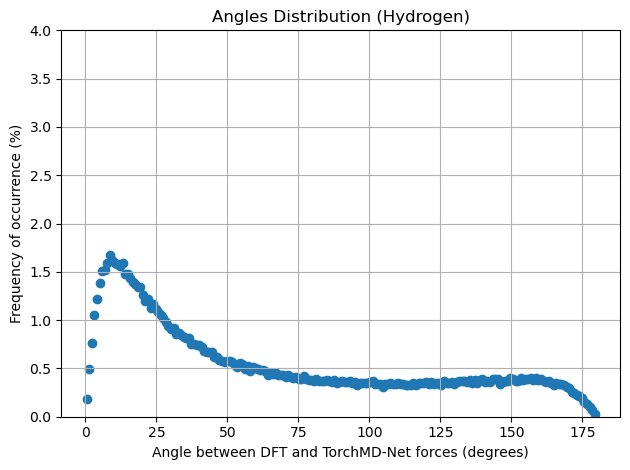 Angles Distribution (Hydrogen)
4.0
3.5
3.0
2.5
2.0
1.5
1.0
0.5
0.0
Frequency of occurrence (%)
0 25 50 75 100 125 150 175
Angle between DFT and TorchMD-Net forces (degrees)